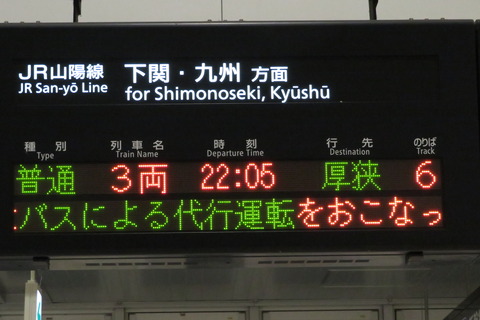 JR山陽線 下関・九州 方面
JR San-yō Line for Shimonoseki, Kyūshū
種別 列車名 時刻 行先 のりば
Type Train Name Departure Time Destination Track
普通 3両 22:05 厚狭 6
バスによる代行運転をおこなっ